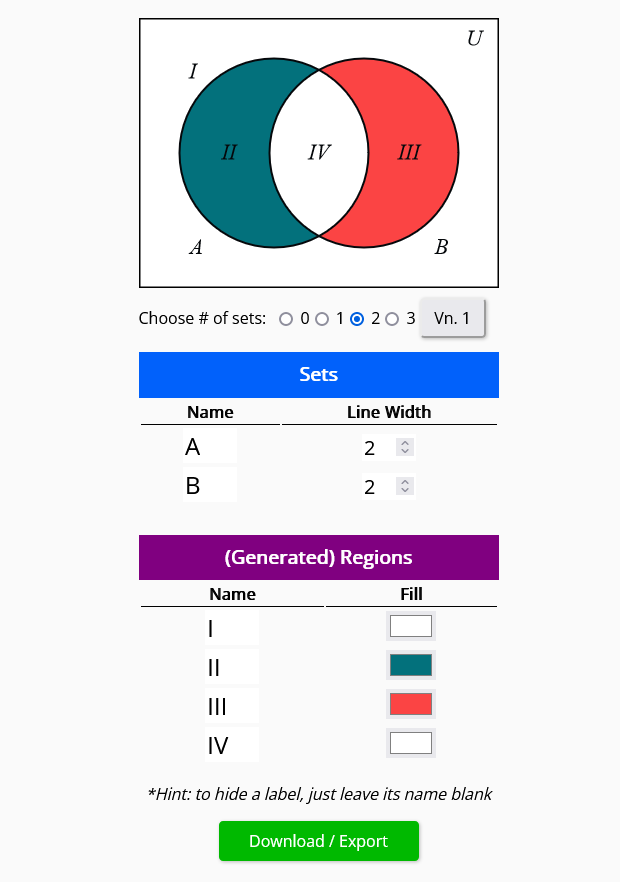 U
I
II IV III
A B
Choose # of sets: 0 1 2 3 Vn. 1
Sets
Name Line Width
A 2
B 2
(Generated) Regions
Name Fill
I
II
III
IV
*Hint: to hide a label, just leave its name blank
Download / Export